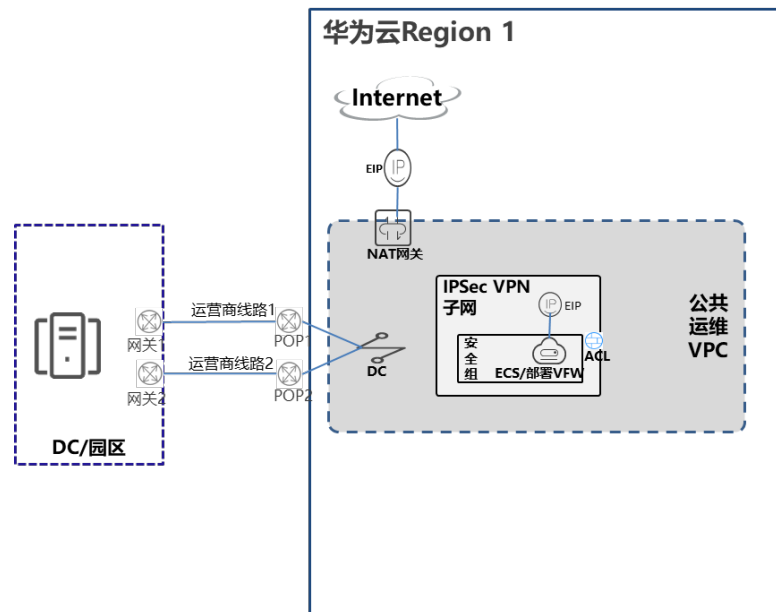 华为云Region 1
Internet
EIP
IP
NAT网关
IPSec VPN
子网
IP
EIP
公共
运维
VPC
安
全
组
ACL
ECS/部署VFW
运营商线路1
网关1
POP1
运营商线路2
网关2
POP2
DC
DC/园区